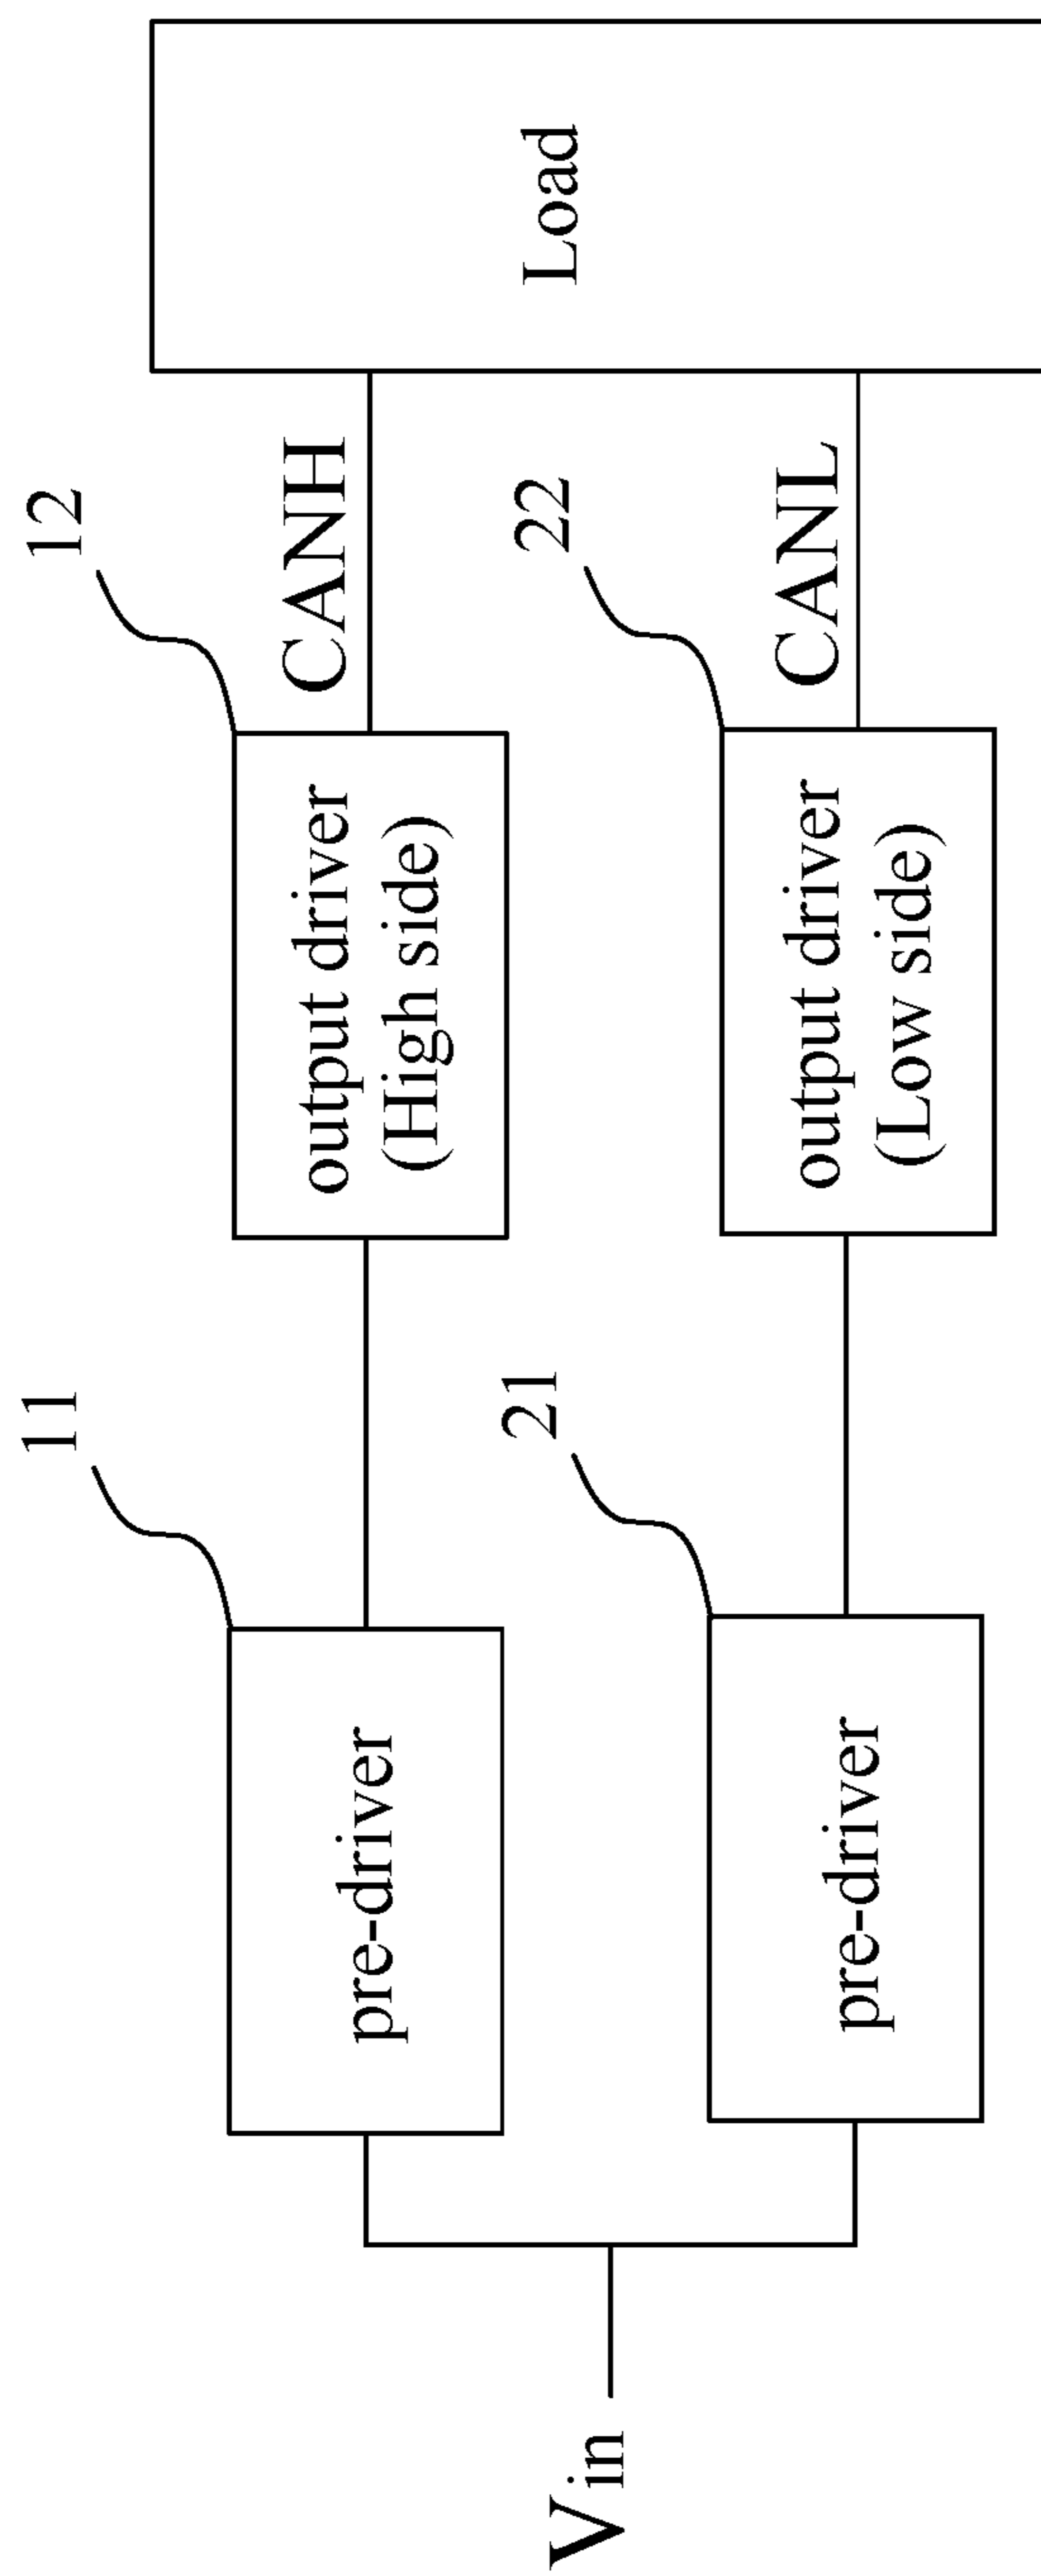 11
12
pre-driver
output driver
(High side)
CANH
Vin
Load
21
22
pre-driver
output driver
(Low side)
CANL